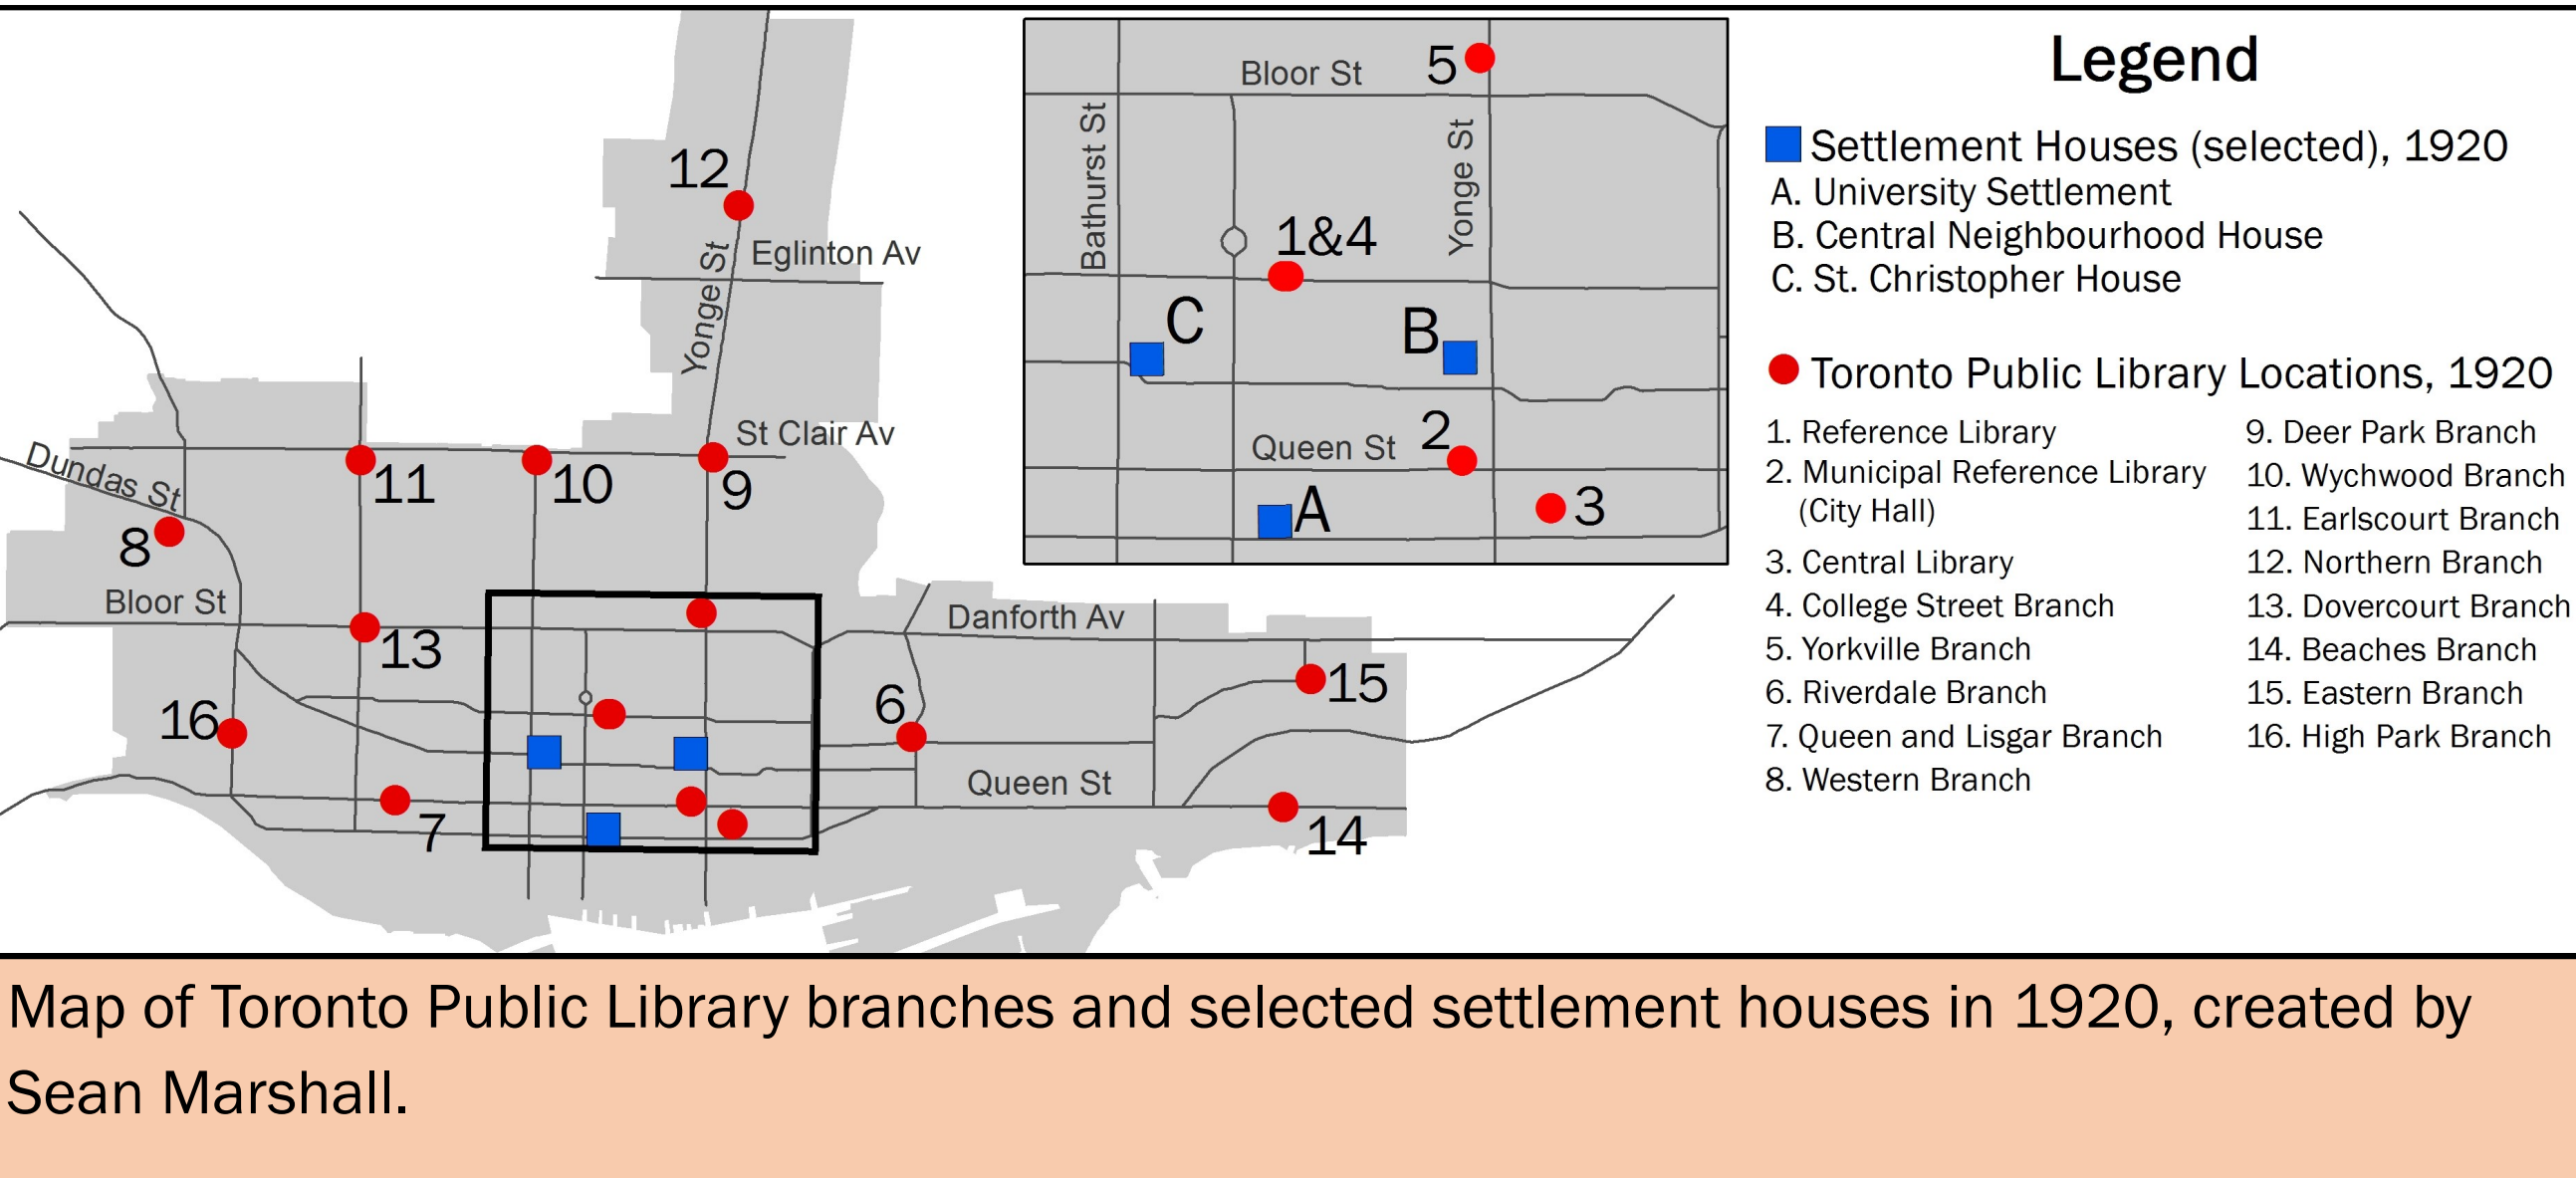 12
Eglinton Av
Yonge St
St Clair Av
Dundas St
11
10
9
8
Bloor St
13
Danforth Av
16
6
15
Queen St
7
14
5
Bloor St
Bathurst St
Yonge St
1&4
C
B
2
Queen St
A
3
Legend
Settlement Houses (selected), 1920
A. University Settlement
B. Central Neighbourhood House
C. St. Christopher House
Toronto Public Library Locations, 1920
1. Reference Library
2. Municipal Reference Library
(City Hall)
3. Central Library
4. College Street Branch
5. Yorkville Branch
6. Riverdale Branch
7. Queen and Lisgar Branch
8. Western Branch
9. Deer Park Branch
10. Wychwood Branch
11. Earlscourt Branch
12. Northern Branch
13. Dovercourt Branch
14. Beaches Branch
15. Eastern Branch
16. High Park Branch
Map of Toronto Public Library branches and selected settlement houses in 1920, created by
Sean Marshall.